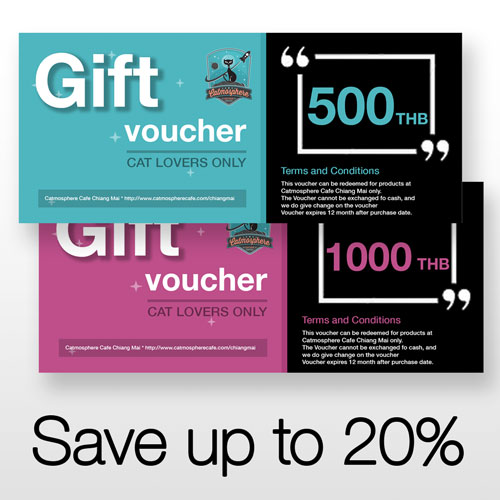 Gift
Catmosphere
voucher
CAT LOVERS ONLY
Catmosphere Cafe Chiang Mai * http://www.catmospherecafe.com/chiangmai
“
500 THB
”
Terms and Conditions
This voucher can be redeemed for products at
Catmosphere Cafe Chiang Mai only.
The Voucher cannot be exchanged fo cash, and
we do give change on the voucher
Voucher expires 12 month after purchase date.
Gift
Catmosphere
voucher
CAT LOVERS ONLY
Catmosphere Cafe Chiang Mai * http://www.catmospherecafe.com/chiangmai
1000 THB
”
Terms and Conditions
This voucher can be redeemed for products at
Catmosphere Cafe Chiang Mai only.
The Voucher cannot be exchanged fo cash, and
we do give change on the voucher
Voucher expires 12 month after purchase date.
Save up to 20%